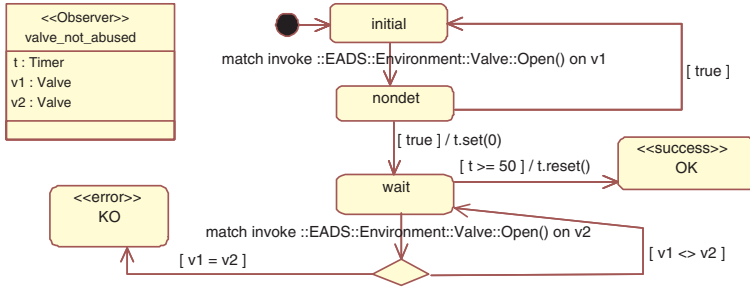 <<Observer>>
valve_not_abused
t : Timer
v1 : Valve
v2 : Valve
initial
match invoke ::EADS::Environment::Valve::Open() on v1
[ true ]
nondet
[ true ] / t.set(0)
[ t >= 50 ] / t.reset()
<<success>>
OK
wait
<<error>>
KO
match invoke ::EADS::Environment::Valve::Open() on v2
[ v1 <> v2 ]
[ v1 = v2 ]